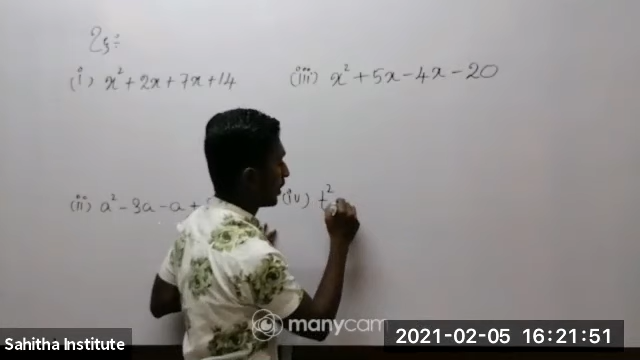 (i) x² + 2x + 7x + 14
(iii) x² + 5x - 4x - 20
(ii) a² - 3a - a +
(iv) t²
manycam
Sahitha Institute
2021-02-05 16:21:51